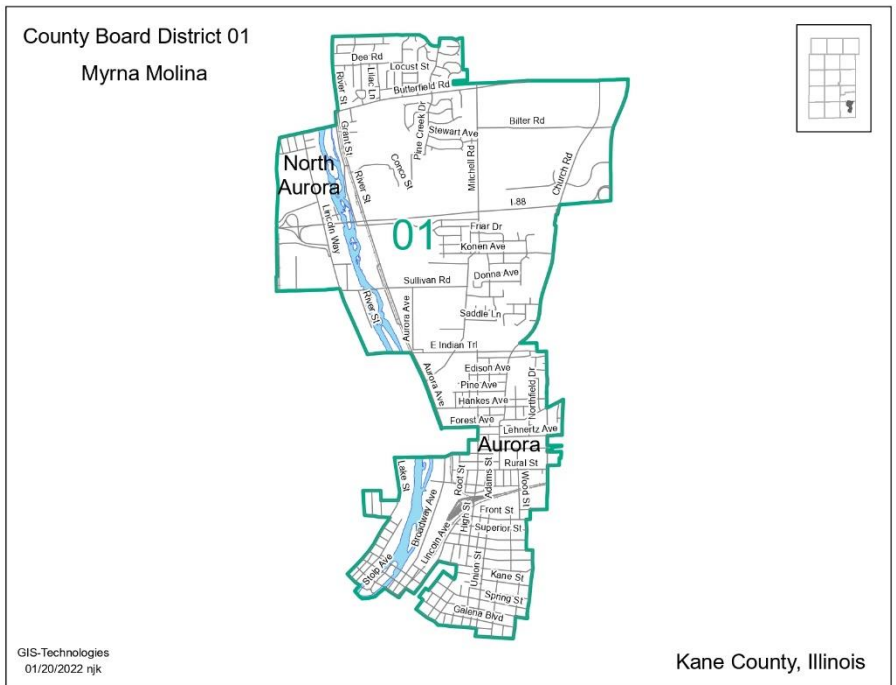 County Board District 01
Myrna Molina
Dee Rd
Locust St
Lilac Ln
River St
Butterfield Rd
Pine Creek Dr
Grant St
Stewart Ave
Bilter Rd
Mitchell Rd
North
Aurora
Conco St
River St
Church Rd
I-88
Lincoln Way
01
Friar Dr
Konen Ave
Donna Ave
Sullivan Rd
River St
Aurora Ave
Saddle Ln
E Indian Trl
Edison Ave
Aurora Ave
Pine Ave
Northfield Dr
Hankes Ave
Forest Ave
Lehnertz Ave
Aurora
Lake St
Root St
Adams St
Rural St
Wood St
Broadway Ave
High St
Front St
Lincoln Ave
Superior St
Stolp Ave
Union St
Kane St
Spring St
Galena Blvd
GIS-Technologies
01/20/2022 njk
Kane County, Illinois